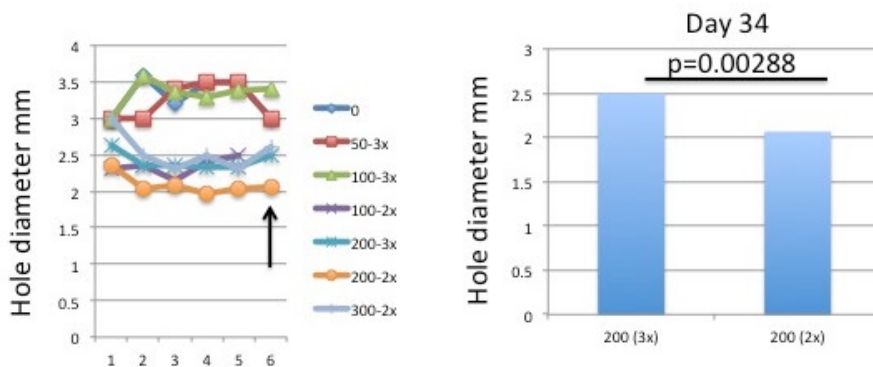 Hole diameter mm
4
3.5
3
2.5
2
1.5
1
0.5
0
1 2 3 4 5 6
0
50-3x
100-3x
100-2x
200-3x
200-2x
300-2x
Day 34
p=0.00288
Hole diameter mm
3
2.5
2
1.5
1
0.5
0
200 (3x) 200 (2x)